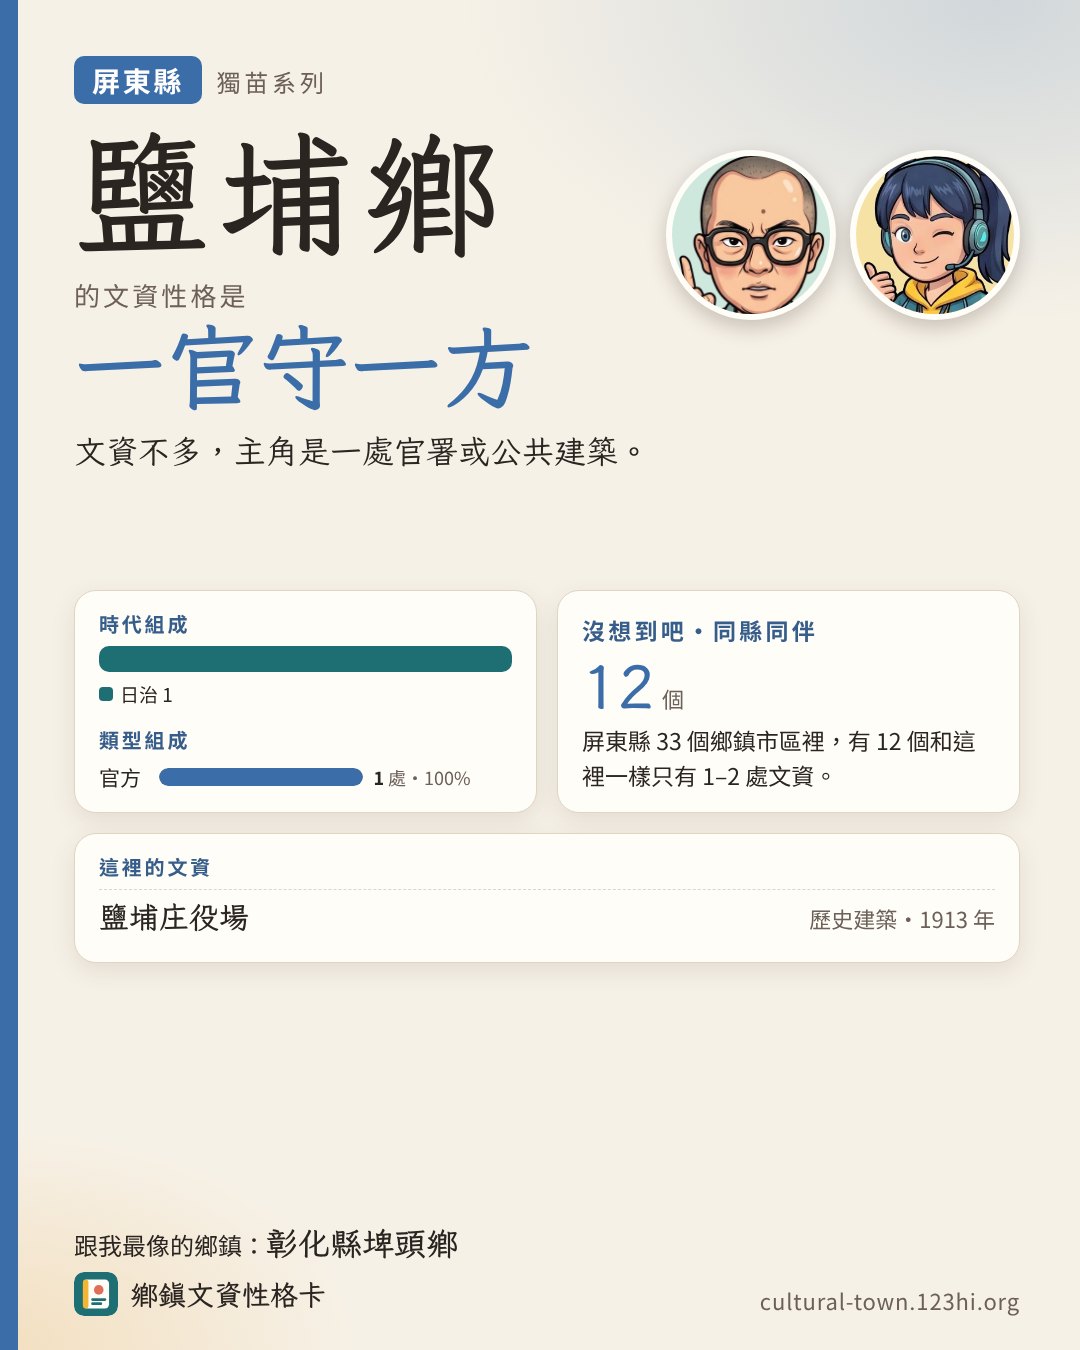 屏東縣 獨苗系列
鹽埔鄉
的文資性格是
一官守一方
文資不多，主角是一處官署或公共建築。
時代組成
日治 1
類型組成
官方 1 處・100%
沒想到吧・同縣同伴
12 個
屏東縣 33 個鄉鎮市區裡，有 12 個和這
裡一樣只有 1–2 處文資。
這裡的文資
鹽埔庄役場 歷史建築・1913 年
跟我最像的鄉鎮：彰化縣埤頭鄉
鄉鎮文資性格卡
cultural-town.123hi.org